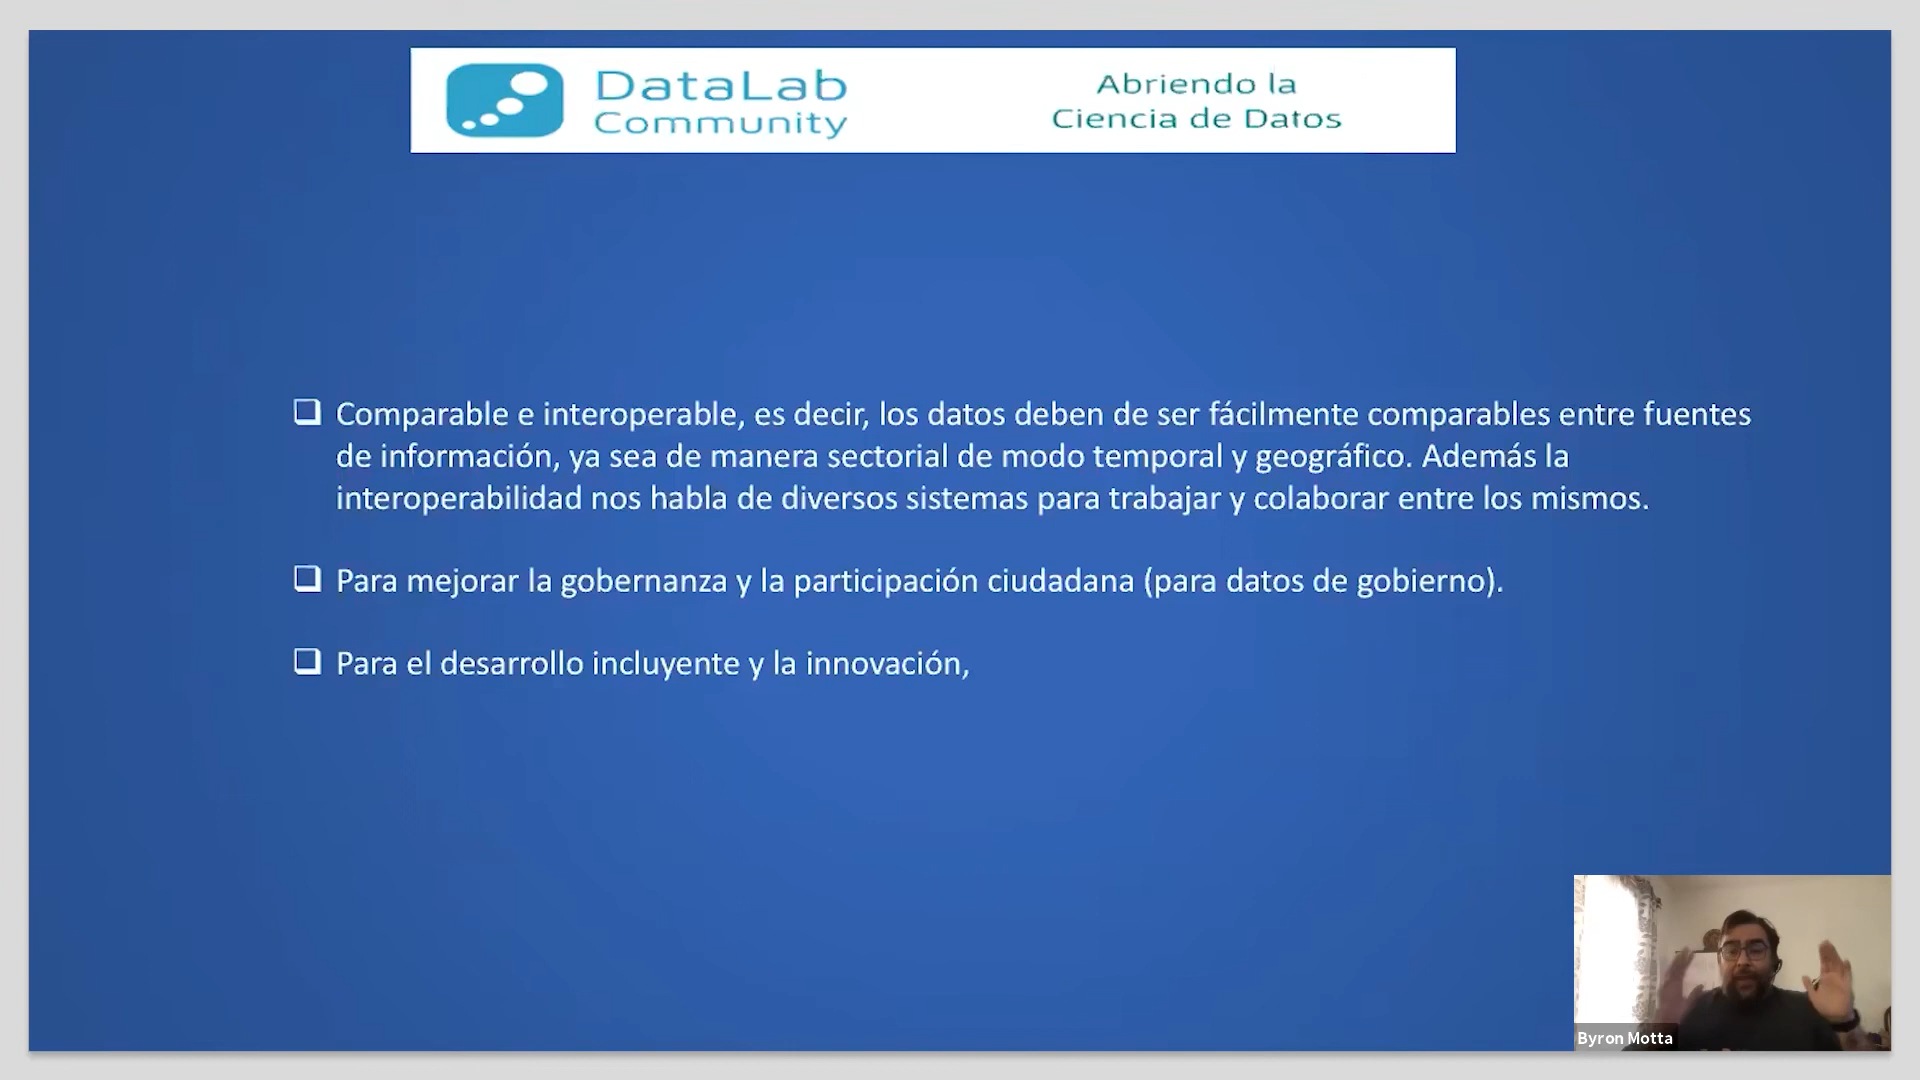 DataLab
Community
Abriendo la
Ciencia de Datos
Comparable e interoperable, es decir, los datos deben de ser fácilmente comparables entre fuentes
de información, ya sea de manera sectorial de modo temporal y geográfico. Además la
interoperabilidad nos habla de diversos sistemas para trabajar y colaborar entre los mismos.
Para mejorar la gobernanza y la participación ciudadana (para datos de gobierno).
Para el desarrollo incluyente y la innovación,
Byron Motta